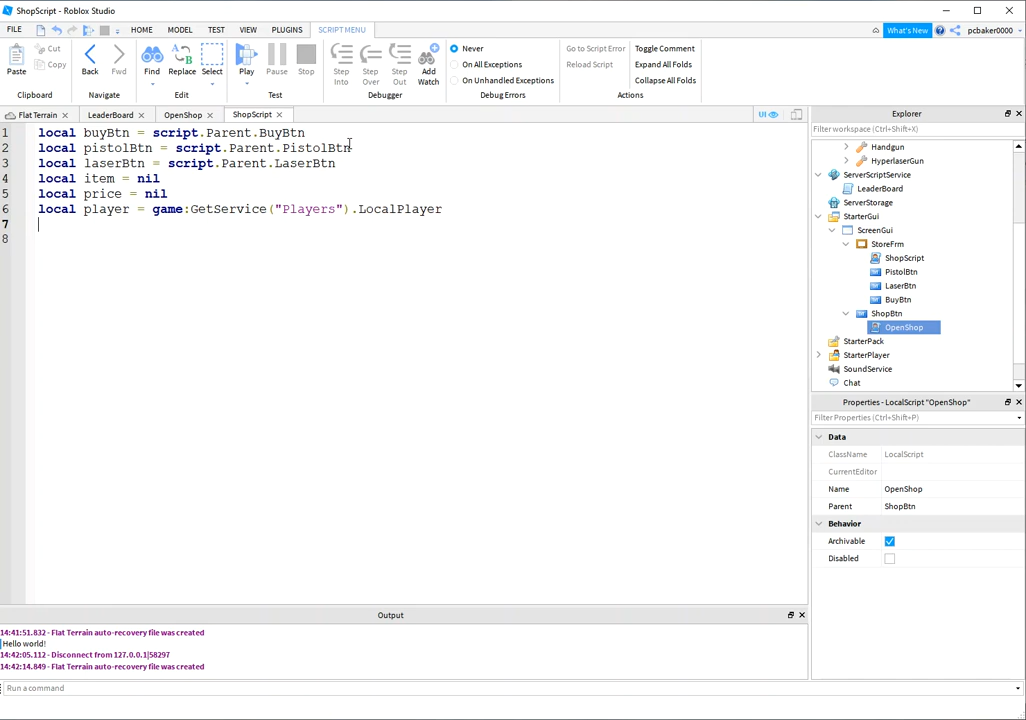 ShopScript - Roblox Studio
FILE HOME MODEL TEST VIEW PLUGINS SCRIPT MENU What's New pcbaker0000
Paste Cut Copy Back Fwd Find Replace Select Play Pause Stop Step Into Step Over Step Out Add Watch
Never
On All Exceptions
On Unhandled Exceptions
Go to Script Error
Reload Script
Toggle Comment
Expand All Folds
Collapse All Folds
Clipboard Navigate Edit Test Debugger Debug Errors Actions
Flat Terrain LeaderBoard OpenShop ShopScript UI
1 local buyBtn = script.Parent.BuyBtn
2 local pistolBtn = script.Parent.PistolBtn
3 local laserBtn = script.Parent.LaserBtn
4 local item = nil
5 local price = nil
6 local player = game:GetService("Players").LocalPlayer
7
8
Explorer
Filter workspace (Ctrl+Shift+X)
Handgun
HyperlaserGun
ServerScriptService
LeaderBoard
ServerStorage
StarterGui
ScreenGui
StoreFrm
ShopScript
PistolBtn
LaserBtn
BuyBtn
ShopBtn
OpenShop
StarterPack
StarterPlayer
SoundService
Chat
Properties - LocalScript "OpenShop"
Filter Properties (Ctrl+Shift+P)
Data
ClassName LocalScript
CurrentEditor
Name OpenShop
Parent ShopBtn
Behavior
Archivable
Disabled
Output
14:41:51.832 - Flat Terrain auto-recovery file was created
Hello world!
14:42:05.112 - Disconnect from 127.0.0.1|58297
14:42:14.849 - Flat Terrain auto-recovery file was created
Run a command